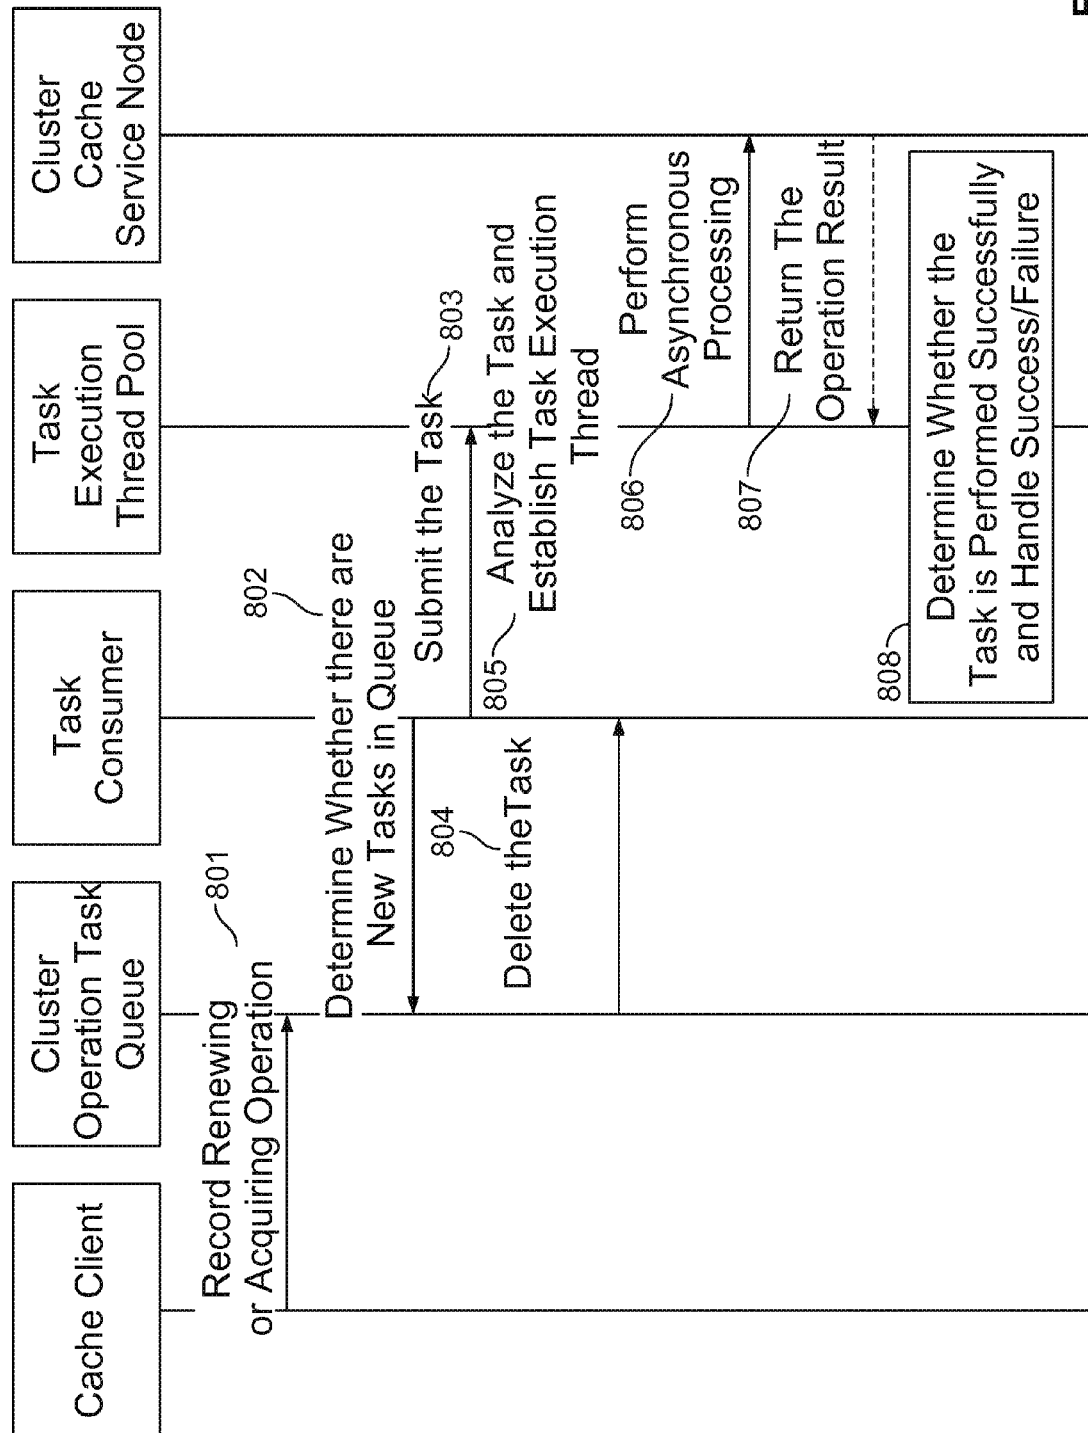 Cache Client
Cluster
Operation Task
Queue
Task
Consumer
Task
Execution
Thread Pool
Cluster
Cache
Service Node
801
Record Renewing
or Acquiring Operation
802
Determine Whether there are
New Tasks in Queue
Submit the Task
803
804
Delete theTask
805
Analyze the Task and
Establish Task Execution
Thread
806
Perform
Asynchronous
Processing
807
Return The
Operation Result
808
Determine Whether the
Task is Performed Successfully
and Handle Success/Failure